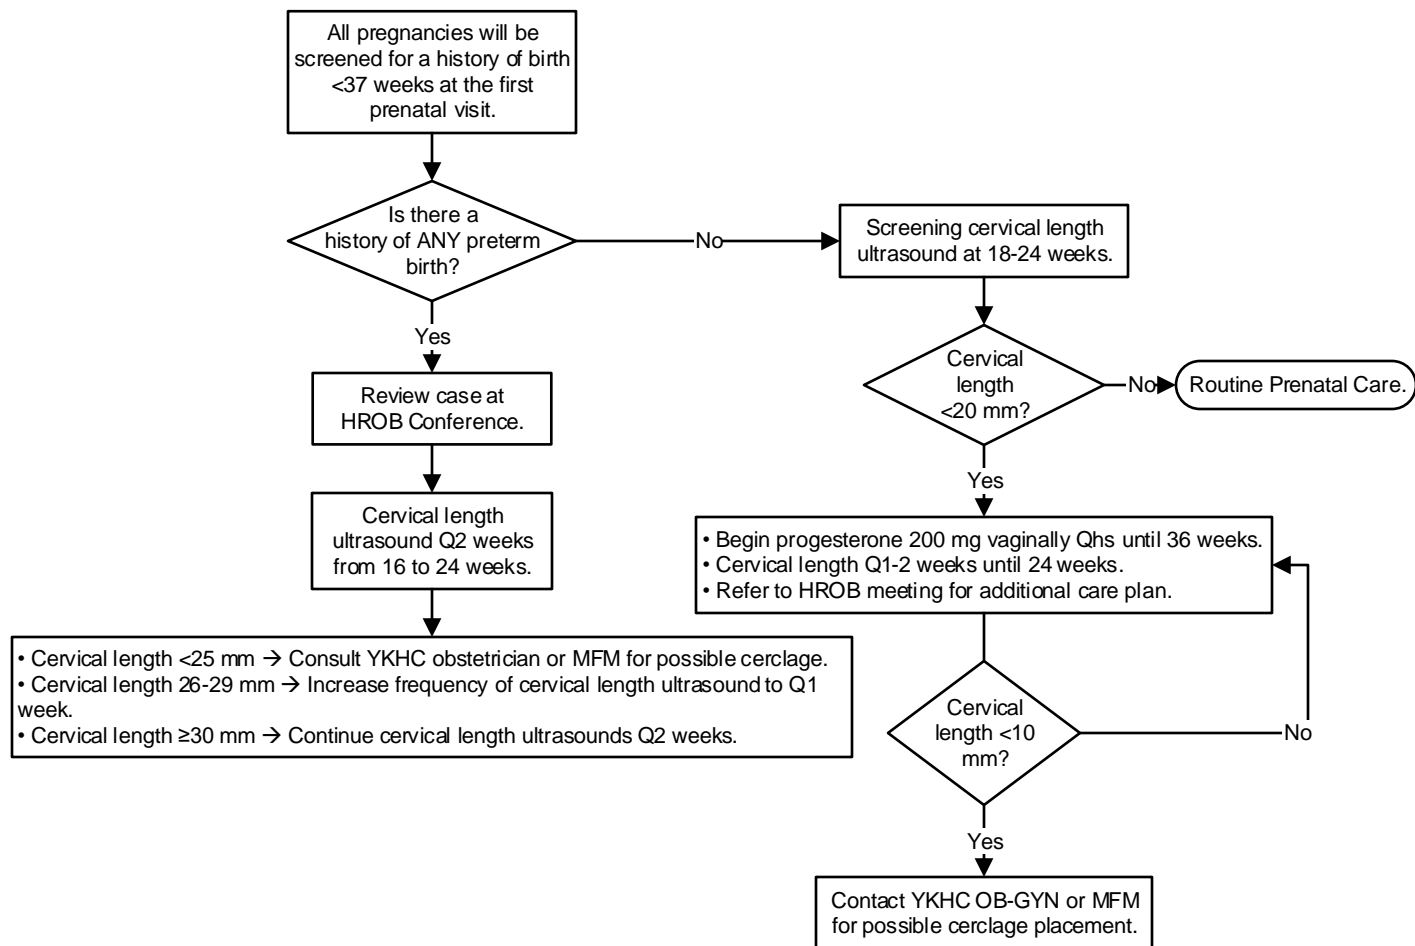 All pregnancies will be
screened for a history of birth
<37 weeks at the first
prenatal visit.
Is there a
history of ANY preterm
birth?
No
Screening cervical length
ultrasound at 18-24 weeks.
Yes
Cervical
length
<20 mm?
No
Routine Prenatal Care.
Review case at
HROB Conference.
Yes
Cervical length
ultrasound Q2 weeks
from 16 to 24 weeks.
• Begin progesterone 200 mg vaginally Qhs until 36 weeks.
• Cervical length Q1-2 weeks until 24 weeks.
• Refer to HROB meeting for additional care plan.
• Cervical length <25 mm → Consult YKHC obstetrician or MFM for possible cerclage.
• Cervical length 26-29 mm → Increase frequency of cervical length ultrasound to Q1
week.
• Cervical length ≥30 mm → Continue cervical length ultrasounds Q2 weeks.
Cervical
length <10
mm?
No
Yes
Contact YKHC OB-GYN or MFM
for possible cerclage placement.